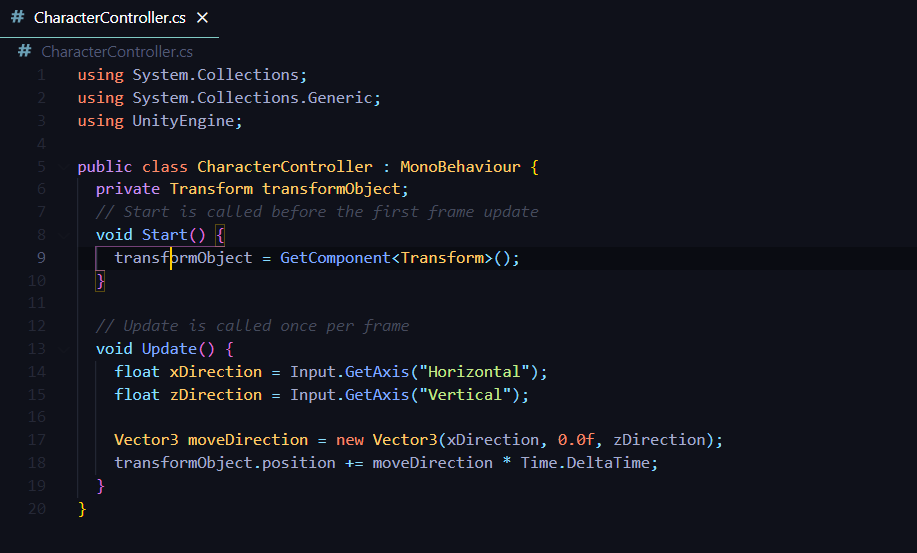 # CharacterController.cs ×
# CharacterController.cs
1 using System.Collections;
2 using System.Collections.Generic;
3 using UnityEngine;
4
5 public class CharacterController : MonoBehaviour {
6   private Transform transformObject;
7   // Start is called before the first frame update
8   void Start() {
9     transformObject = GetComponent<Transform>();
10   }
11
12   // Update is called once per frame
13   void Update() {
14     float xDirection = Input.GetAxis("Horizontal");
15     float zDirection = Input.GetAxis("Vertical");
16
17     Vector3 moveDirection = new Vector3(xDirection, 0.0f, zDirection);
18     transformObject.position += moveDirection * Time.DeltaTime;
19   }
20 }